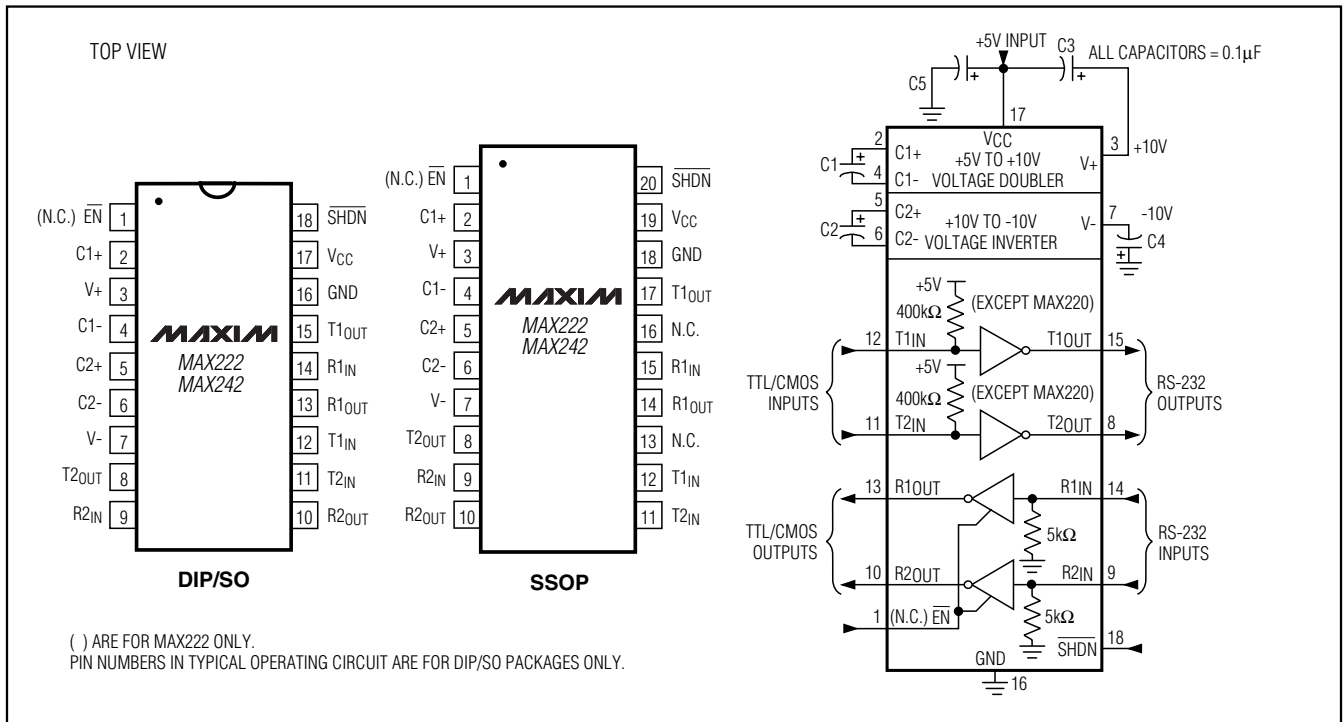 TOP VIEW
DIP/SO
(N.C.) EN 1
C1+ 2
V+ 3
C1- 4
C2+ 5
C2- 6
V- 7
T2OUT 8
R2IN 9
18 SHDN
17 VCC
16 GND
15 T1OUT
14 R1IN
13 R1OUT
12 T1IN
11 T2IN
10 R2OUT
MAXIM
MAX222
MAX242
(N.C.) EN 1
C1+ 2
V+ 3
C1- 4
C2+ 5
C2- 6
V- 7
T2OUT 8
R2IN 9
R2OUT 10
20 SHDN
19 VCC
18 GND
17 T1OUT
16 N.C.
15 R1IN
14 R1OUT
13 N.C.
12 T1IN
11 T2IN
MAXIM
MAX222
MAX242
SSOP
( ) ARE FOR MAX222 ONLY.
PIN NUMBERS IN TYPICAL OPERATING CIRCUIT ARE FOR DIP/SO PACKAGES ONLY.
+5V INPUT C3 ALL CAPACITORS = 0.1µF
C5
17
VCC
2 C1+ +5V TO +10V V+ 3 +10V
C1
4 C1- VOLTAGE DOUBLER
5 C2+ +10V TO -10V V- 7 -10V
C2 C4
6 C2- VOLTAGE INVERTER
+5V
400kΩ (EXCEPT MAX220)
12 T1IN T1OUT 15
TTL/CMOS INPUTS
+5V
400kΩ (EXCEPT MAX220)
RS-232 OUTPUTS
11 T2IN T2OUT 8
13 R1OUT R1IN 14
TTL/CMOS OUTPUTS
5kΩ
RS-232 INPUTS
10 R2OUT R2IN 9
1 (N.C.) EN
5kΩ
SHDN 18
GND
16